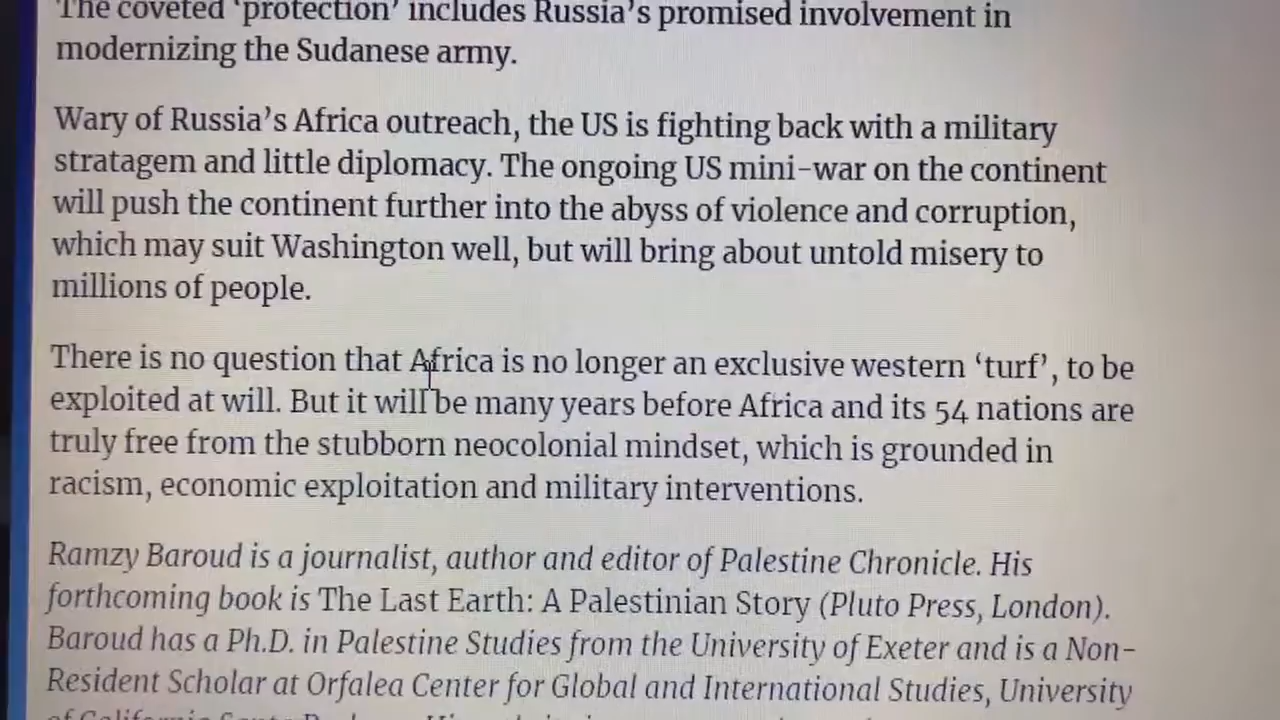 The coveted ‘protection’ includes Russia’s promised involvement in
modernizing the Sudanese army.
Wary of Russia’s Africa outreach, the US is fighting back with a military
stratagem and little diplomacy. The ongoing US mini-war on the continent
will push the continent further into the abyss of violence and corruption,
which may suit Washington well, but will bring about untold misery to
millions of people.
There is no question that Africa is no longer an exclusive western ‘turf’, to be
exploited at will. But it will be many years before Africa and its 54 nations are
truly free from the stubborn neocolonial mindset, which is grounded in
racism, economic exploitation and military interventions.
Ramzy Baroud is a journalist, author and editor of Palestine Chronicle. His
forthcoming book is The Last Earth: A Palestinian Story (Pluto Press, London).
Baroud has a Ph.D. in Palestine Studies from the University of Exeter and is a Non-
Resident Scholar at Orfalea Center for Global and International Studies, University
of California